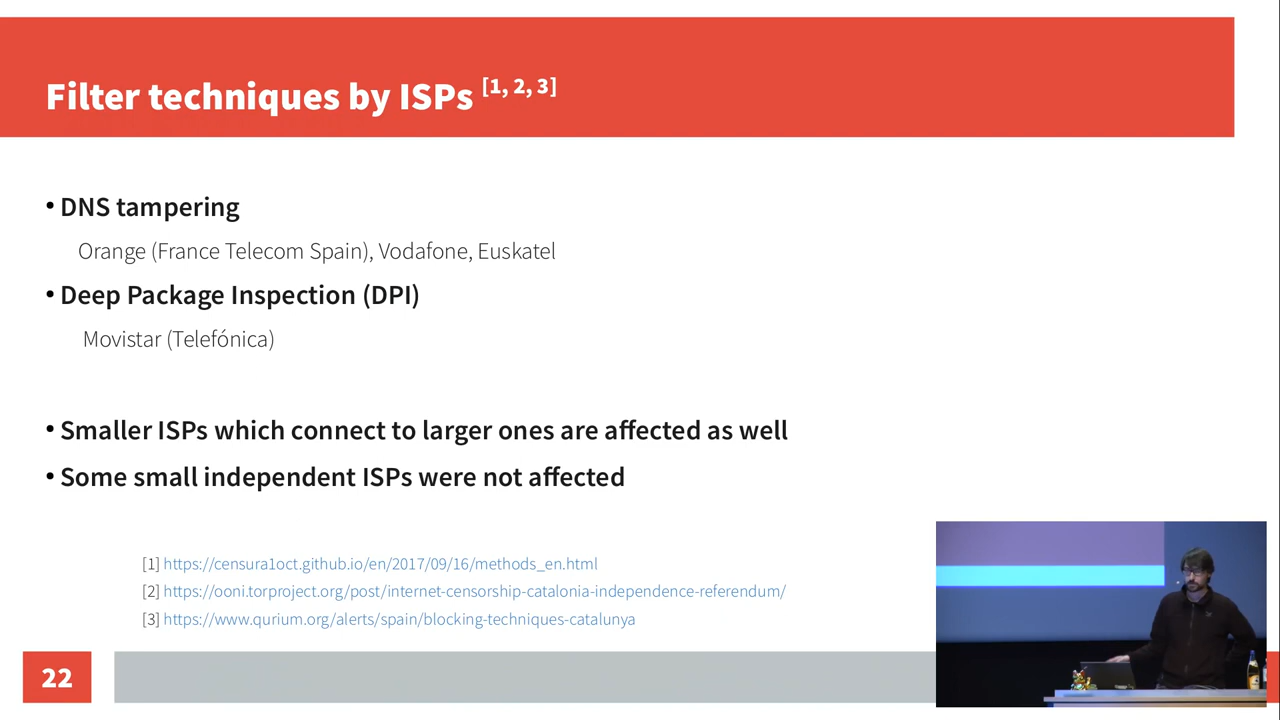 Filter techniques by ISPs [1, 2, 3]
• DNS tampering
Orange (France Telecom Spain), Vodafone, Euskatel
• Deep Package Inspection (DPI)
Movistar (Telefónica)
• Smaller ISPs which connect to larger ones are affected as well
• Some small independent ISPs were not affected
[1] https://censura1oct.github.io/en/2017/09/16/methods_en.html
[2] https://ooni.torproject.org/post/internet-censorship-catalonia-independence-referendum/
[3] https://www.qurium.org/alerts/spain/blocking-techniques-catalunya
22